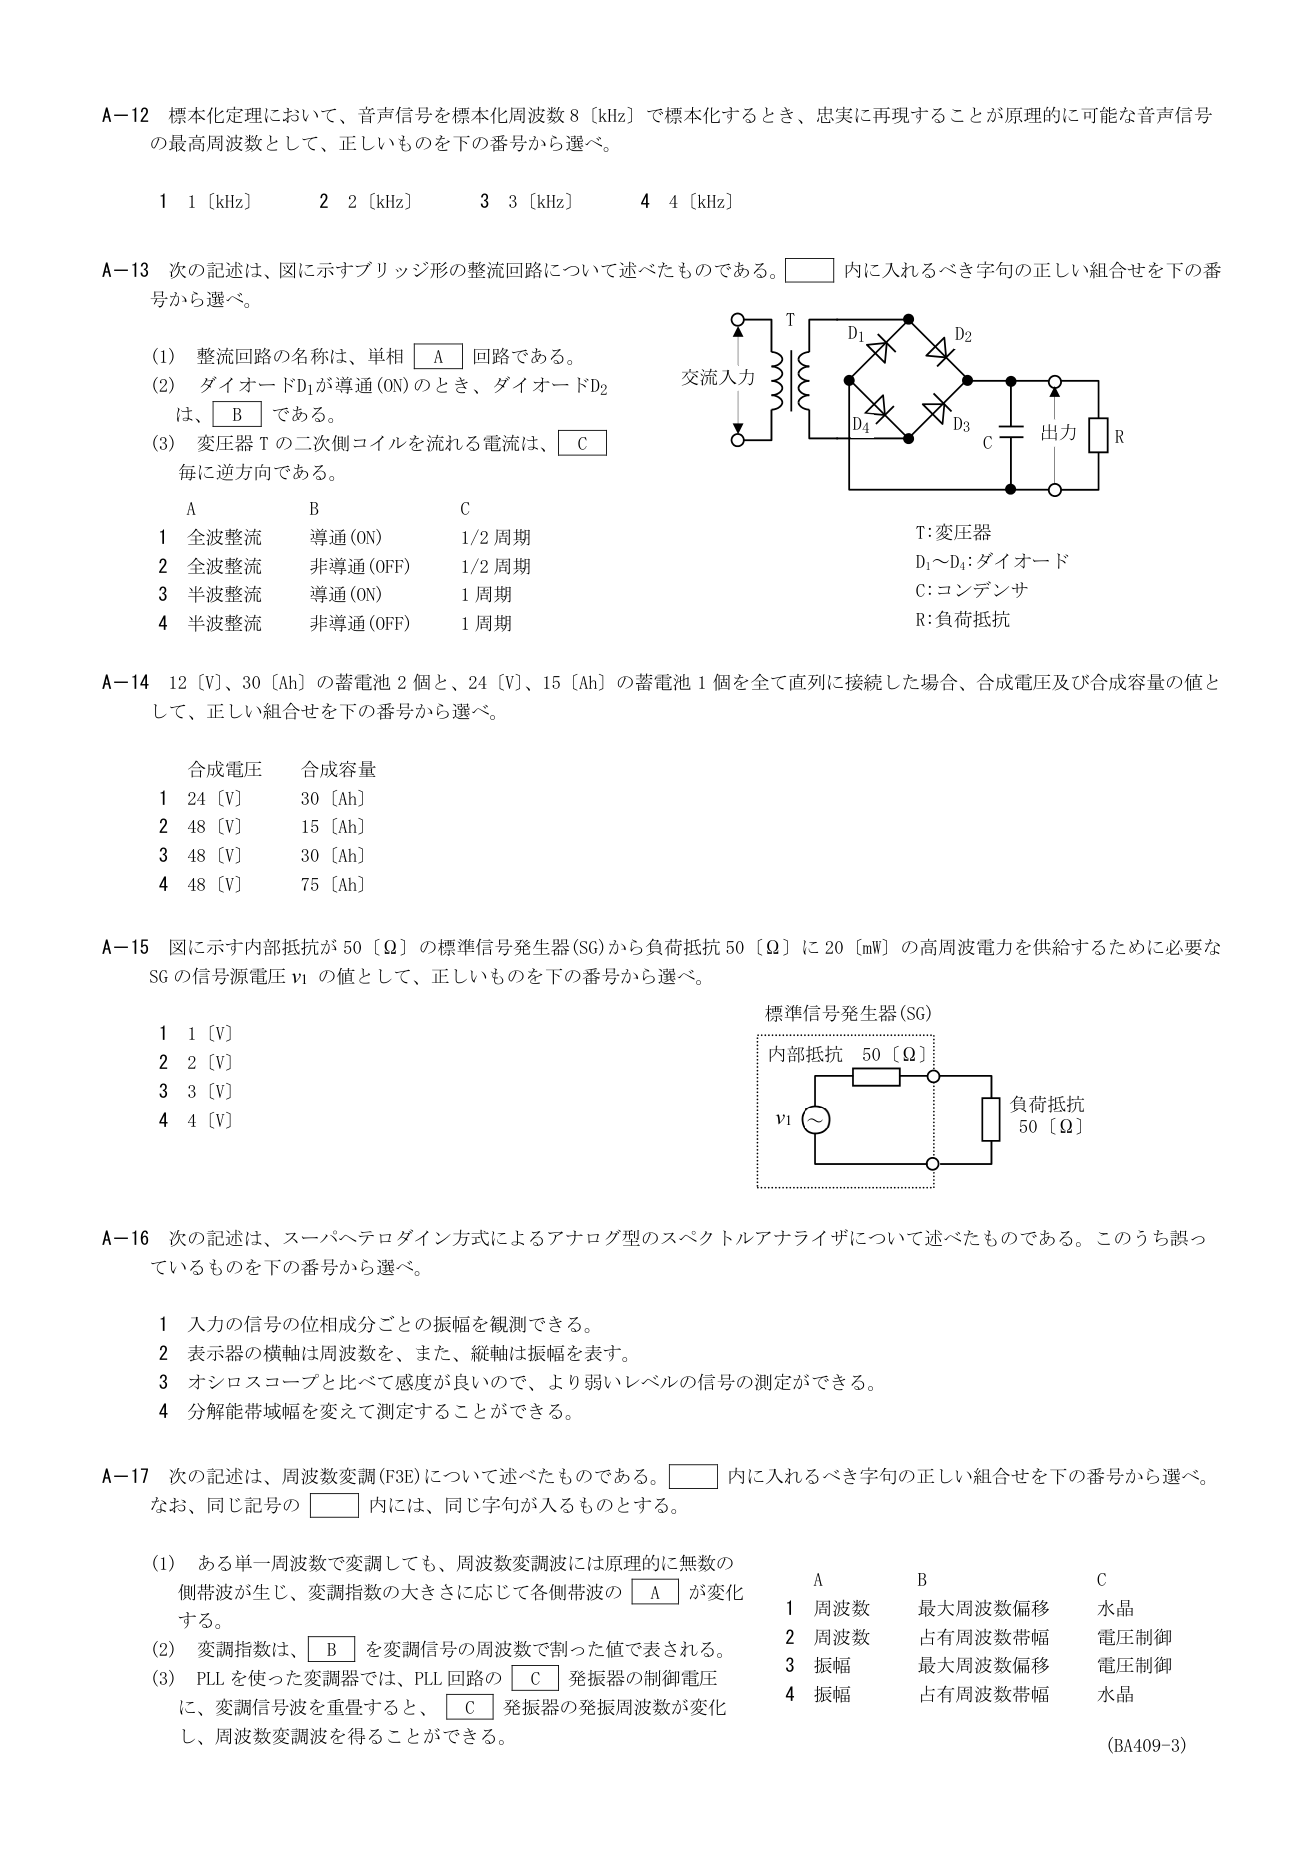 A－12　標本化定理において、音声信号を標本化周波数 8〔kHz〕で標本化するとき、忠実に再現することが原理的に可能な音声信号
の最高周波数として、正しいものを下の番号から選べ。
1　1〔kHz〕　2　2〔kHz〕　3　3〔kHz〕　4　4〔kHz〕
A－13　次の記述は、図に示すブリッジ形の整流回路について述べたものである。　内に入れるべき字句の正しい組合せを下の番
号から選べ。
(1)　整流回路の名称は、単相 A 回路である。
(2)　ダイオードD1が導通(ON)のとき、ダイオードD2
は、 B である。
(3)　変圧器 T の二次側コイルを流れる電流は、 C
毎に逆方向である。
A　B　C
1　全波整流　導通(ON)　1/2 周期
2　全波整流　非導通(OFF)　1/2 周期
3　半波整流　導通(ON)　1 周期
4　半波整流　非導通(OFF)　1 周期
T
D1　D2
交流入力
D4　D3
C　出力　R
T:変圧器
D1～D4:ダイオード
C:コンデンサ
R:負荷抵抗
A－14　12〔V〕、30〔Ah〕の蓄電池 2 個と、24〔V〕、15〔Ah〕の蓄電池 1 個を全て直列に接続した場合、合成電圧及び合成容量の値と
して、正しい組合せを下の番号から選べ。
合成電圧　合成容量
1　24〔V〕　30〔Ah〕
2　48〔V〕　15〔Ah〕
3　48〔V〕　30〔Ah〕
4　48〔V〕　75〔Ah〕
A－15　図に示す内部抵抗が 50〔Ω〕の標準信号発生器(SG)から負荷抵抗 50〔Ω〕に 20〔mW〕の高周波電力を供給するために必要な
SG の信号源電圧 v1 の値として、正しいものを下の番号から選べ。
1　1〔V〕
2　2〔V〕
3　3〔V〕
4　4〔V〕
標準信号発生器(SG)
内部抵抗　50〔Ω〕
v1　～
負荷抵抗
50〔Ω〕
A－16　次の記述は、スーパヘテロダイン方式によるアナログ型のスペクトルアナライザについて述べたものである。このうち誤っ
ているものを下の番号から選べ。
1　入力の信号の位相成分ごとの振幅を観測できる。
2　表示器の横軸は周波数を、また、縦軸は振幅を表す。
3　オシロスコープと比べて感度が良いので、より弱いレベルの信号の測定ができる。
4　分解能帯域幅を変えて測定することができる。
A－17　次の記述は、周波数変調(F3E)について述べたものである。　内に入れるべき字句の正しい組合せを下の番号から選べ。
なお、同じ記号の　内には、同じ字句が入るものとする。
(1)　ある単一周波数で変調しても、周波数変調波には原理的に無数の
側帯波が生じ、変調指数の大きさに応じて各側帯波の A が変化
する。
(2)　変調指数は、 B を変調信号の周波数で割った値で表される。
(3)　PLL を使った変調器では、PLL 回路の C 発振器の制御電圧
に、変調信号波を重畳すると、 C 発振器の発振周波数が変化
し、周波数変調波を得ることができる。
A　B　C
1　周波数　最大周波数偏移　水晶
2　周波数　占有周波数帯幅　電圧制御
3　振幅　最大周波数偏移　電圧制御
4　振幅　占有周波数帯幅　水晶
(BA409-3)